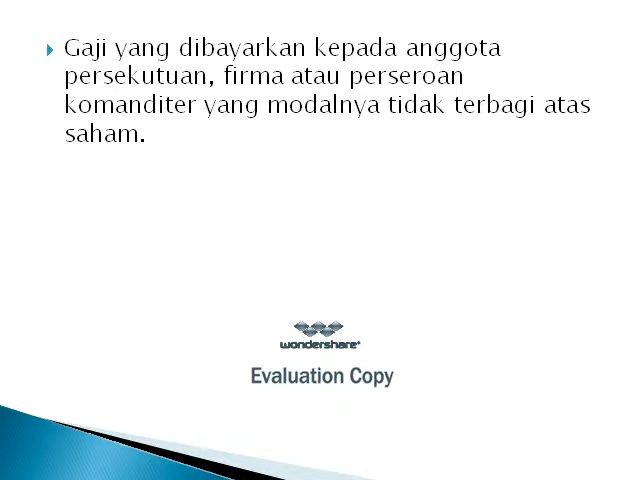 Gaji yang dibayarkan kepada anggota
persekutuan, firma atau perseroan
komanditer yang modalnya tidak terbagi atas
saham.
wondershare
Evaluation Copy